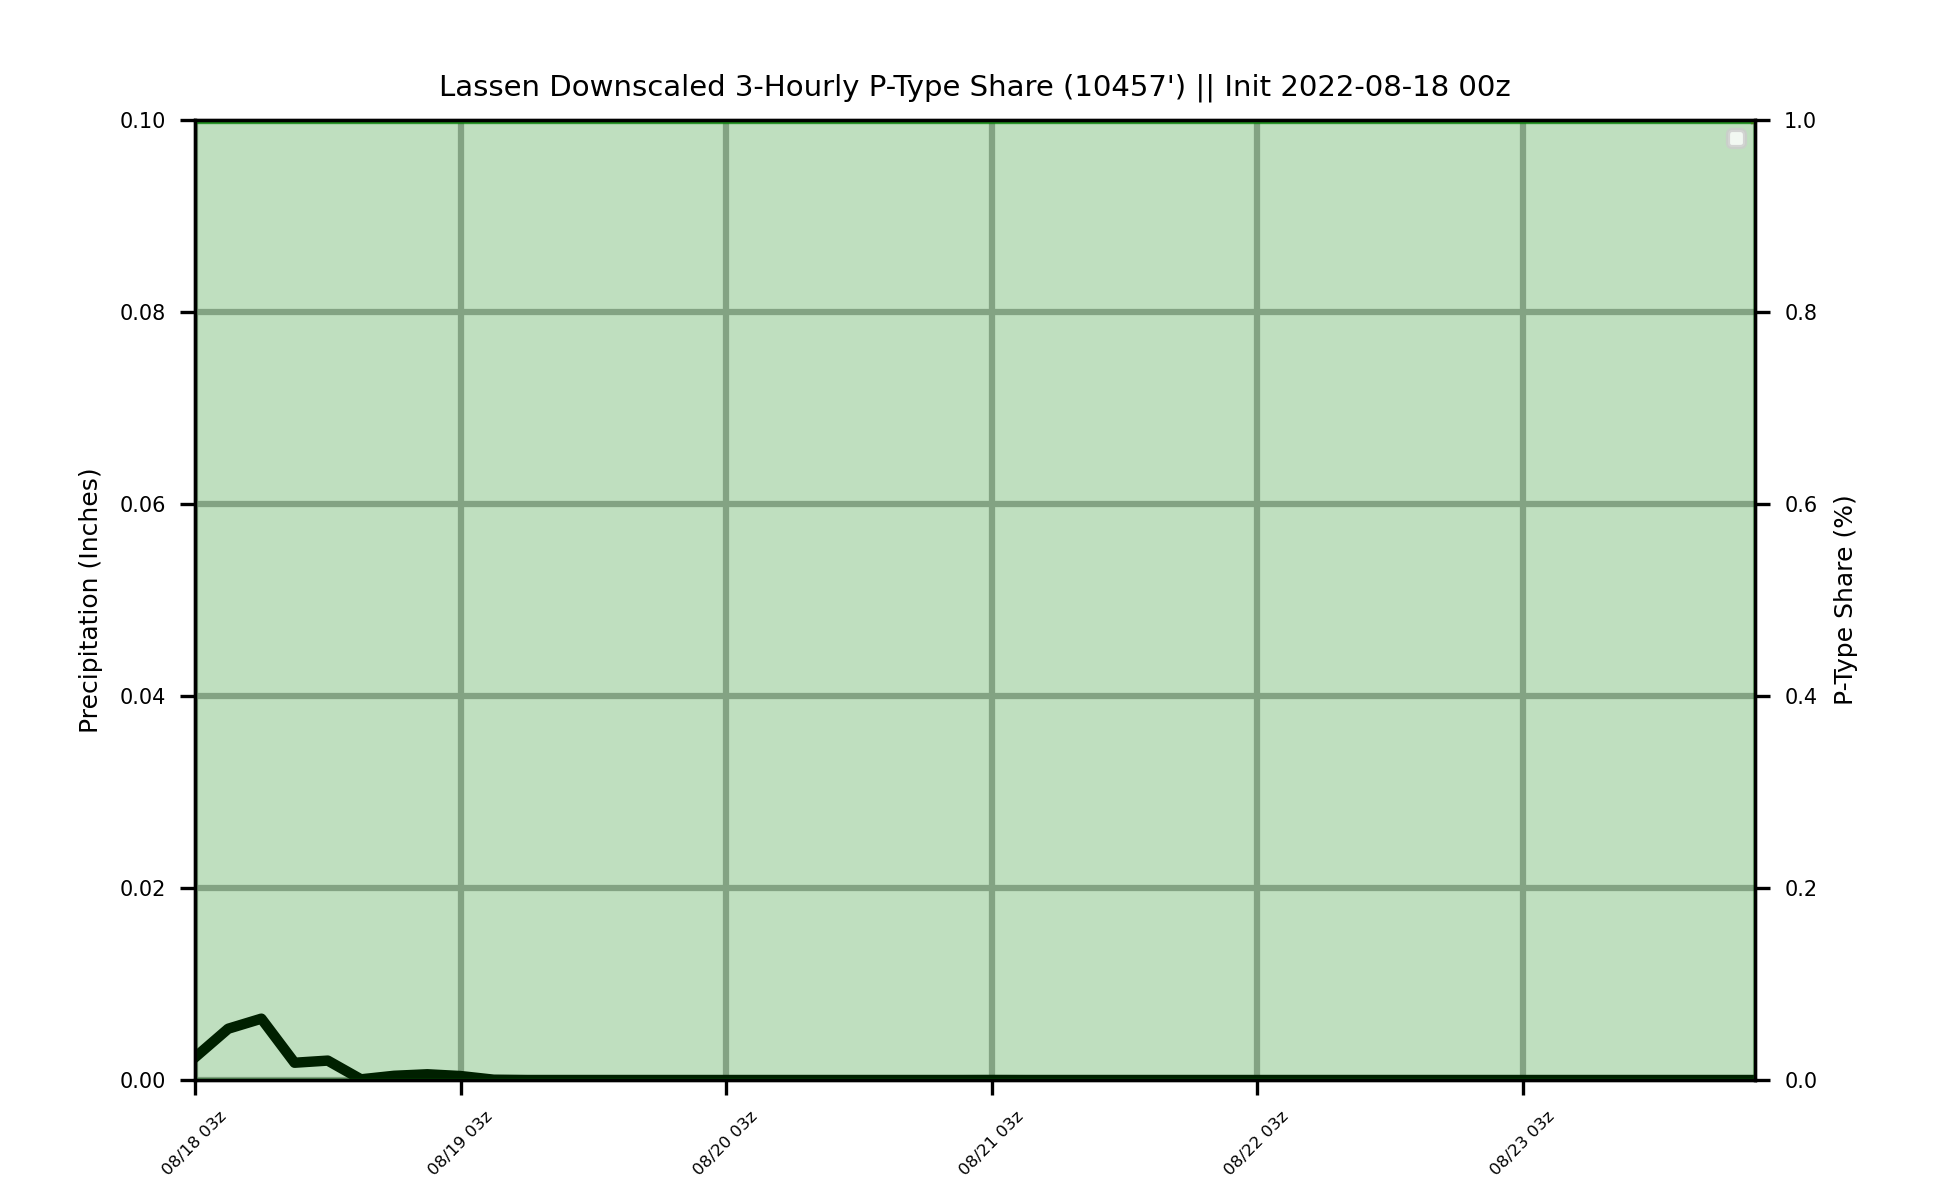 Lassen Downscaled 3-Hourly P-Type Share (10457') || Init 2022-08-18 00z
0.10
0.08
0.06
0.04
0.02
0.00
Precipitation (Inches)
1.0
0.8
0.6
0.4
0.2
0.0
P-Type Share (%)
08/18 03z
08/19 03z
08/20 03z
08/21 03z
08/22 03z
08/23 03z